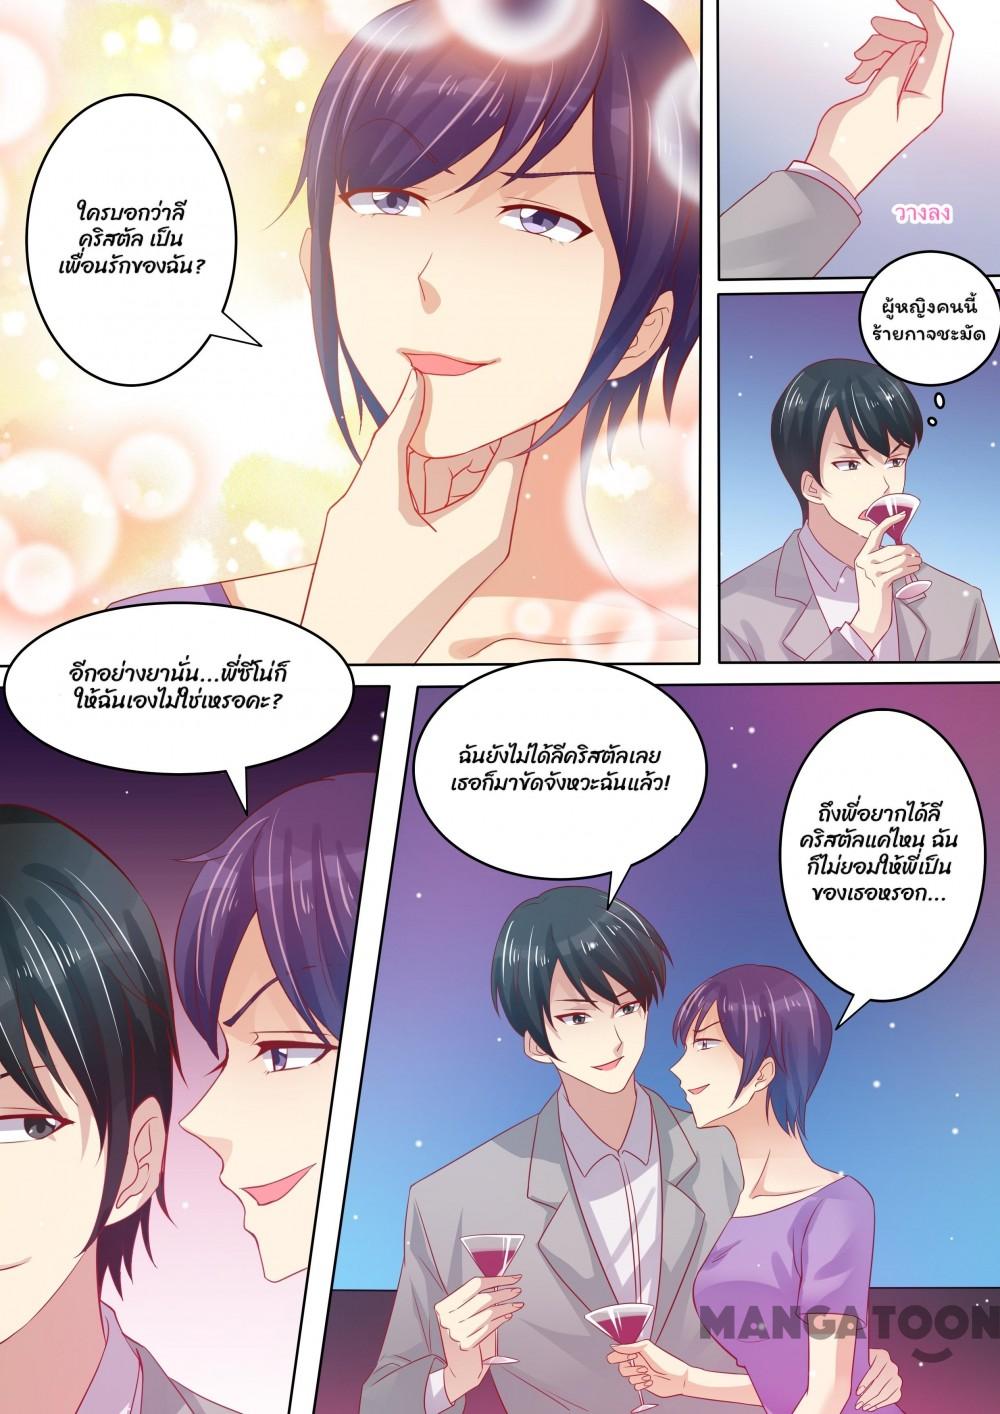 ใครบอกว่าลี
คริสตัล เป็น
เพื่อนรักของฉัน?
วางลง
ผู้หญิงคนนี้
ร้ายกาจชะมัด
อีกอย่างยานั่น...พี่ซีโน่ก็
ให้ฉันเองไม่ใช่เหรอคะ?
ฉันยังไม่ได้ลีคริสตัลเลย
เธอก็มาขัดจังหวะฉันแล้ว!
ถึงพี่อยากได้ลี
คริสตัลแค่ไหน ฉัน
ก็ไม่ยอมให้พี่เป็น
ของเธอหรอก...
MANGATOON